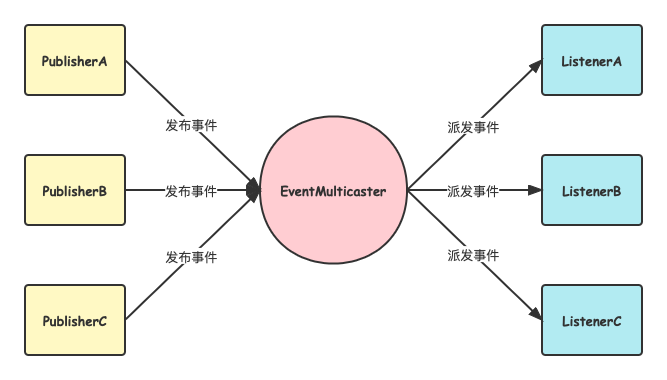 PublisherA
ListenerA
发布事件
派发事件
PublisherB
发布事件
EventMulticaster
派发事件
ListenerB
发布事件
派发事件
PublisherC
ListenerC